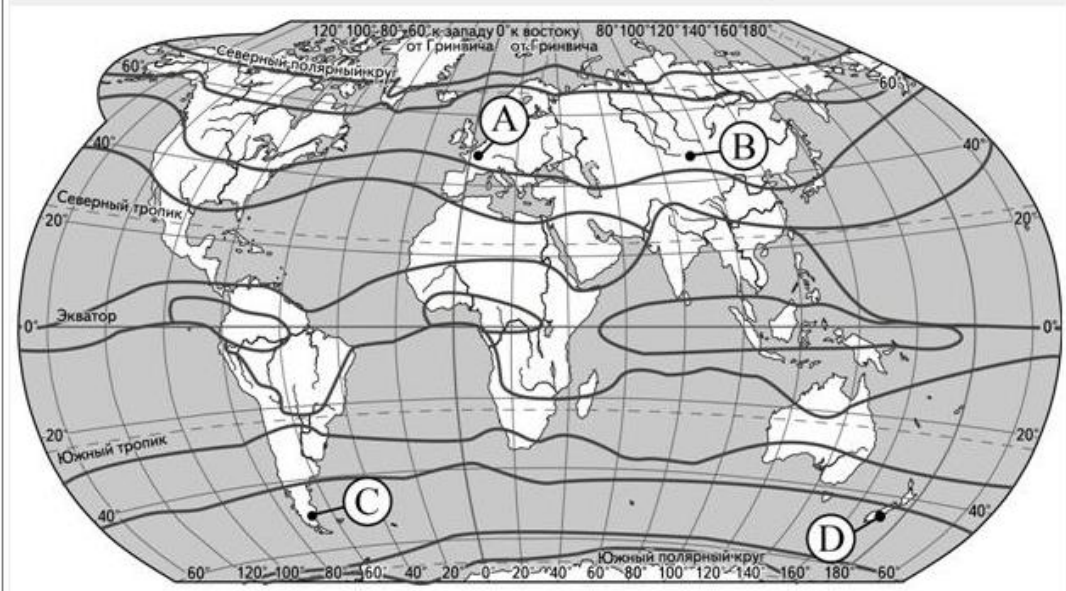 120° 100° 80° 60° к западу 0° к востоку 80° 100° 120° 140° 160° 180°
от Гринвича от Гринвича
Северный полярный круг
60° 60°
A
B
40° 40°
Северный тропик
20° 20°
Экватор
0° 0°
20° 20°
Южный тропик
C
40° 40°
D
Южный полярный круг
60° 120° 100° 80° 60° 40° 20° 0° 20° 40° 60° 80° 100° 120° 140° 160° 180° 60°